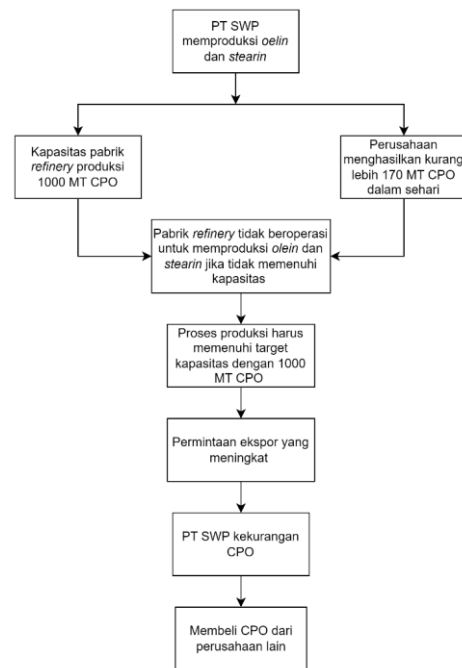 PT SWP
memproduksi oelin
dan stearin
Kapasitas pabrik
refinery produksi
1000 MT CPO
Perusahaan
menghasilkan kurang
lebih 170 MT CPO
dalam sehari
Pabrik refinery tidak beroperasi
untuk memproduksi olein dan
stearin jika tidak memenuhi
kapasitas
Proses produksi harus
memenuhi target
kapasitas dengan 1000
MT CPO
Permintaan ekspor yang
meningkat
PT SWP kekurangan
CPO
Membeli CPO dari
perusahaan lain